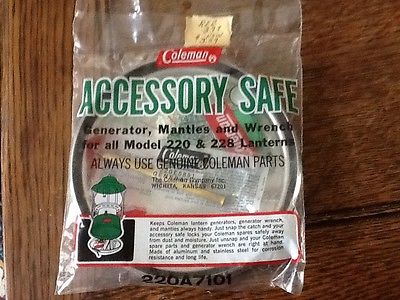 Coleman
ACCESSORY SAFE
Generator, Mantles and Wrench
for all Model 220 & 228 Lanterns
ALWAYS USE GENUINE COLEMAN PARTS
Coleman
The Coleman Company Inc.
WICHITA, KANSAS 67201
Keeps Coleman lantern generators, generator wrench,
and mantles always handy. Just snap the catch and your
accessory safe locks your Coleman spares safely away
from dust and moisture. Just unsnap and your Coleman
spare parts and generator wrench are right at hand.
Made of aluminum and stainless steel for corrosion
resistance and long life.
220A7101